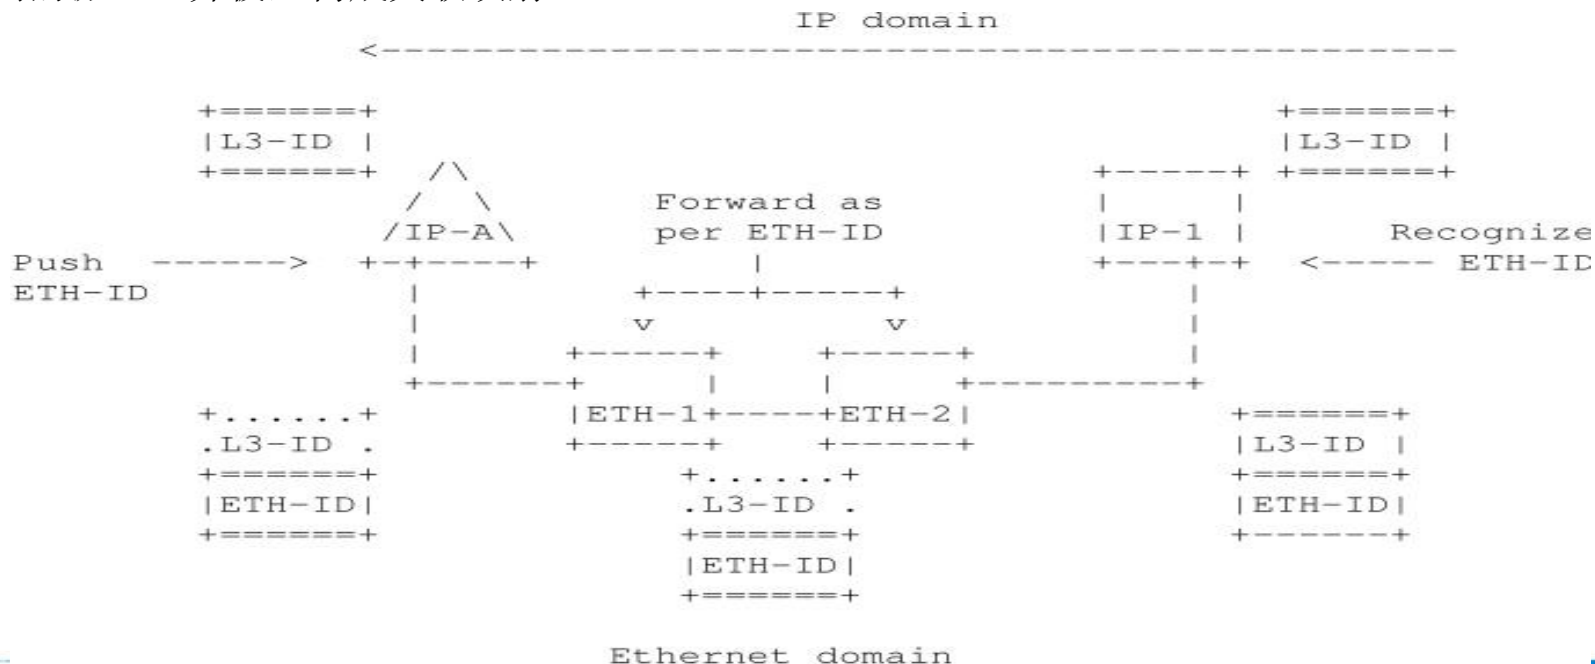 IP domain
<-----------------------------------------------
+======+ +======+
|L3-ID | |L3-ID |
+======+ /\ +-----+ +======+
/ \ Forward as | |
/IP-A\ per ETH-ID |IP-1 | Recognize
Push ------> +-+----+ | +---+-+ <----- ETH-ID
ETH-ID | +----+-----+ |
| v v |
| +-----+ +-----+ |
+------+ | | +----------+
+......+ |ETH-1+----+ETH-2| +======+
.L3-ID . +-----+ +-----+ |L3-ID |
+======+ +......+ +======+
|ETH-ID| .L3-ID . |ETH-ID|
+======+ +======+ +------+
|ETH-ID|
+======+
Ethernet domain